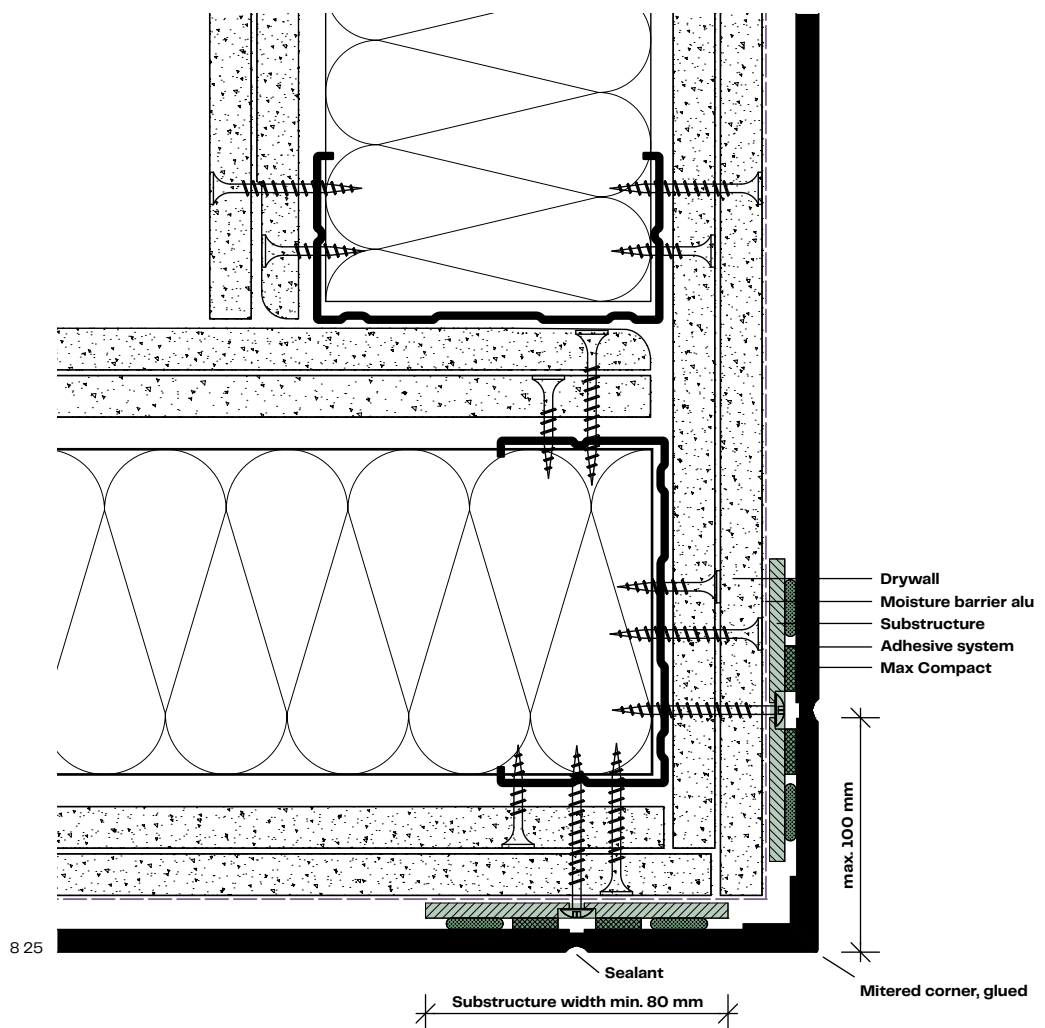 Drywall
Moisture barrier alu
Substructure
Adhesive system
Max Compact
max. 100 mm
8 25
Sealant
Mitered corner, glued
Substructure width min. 80 mm